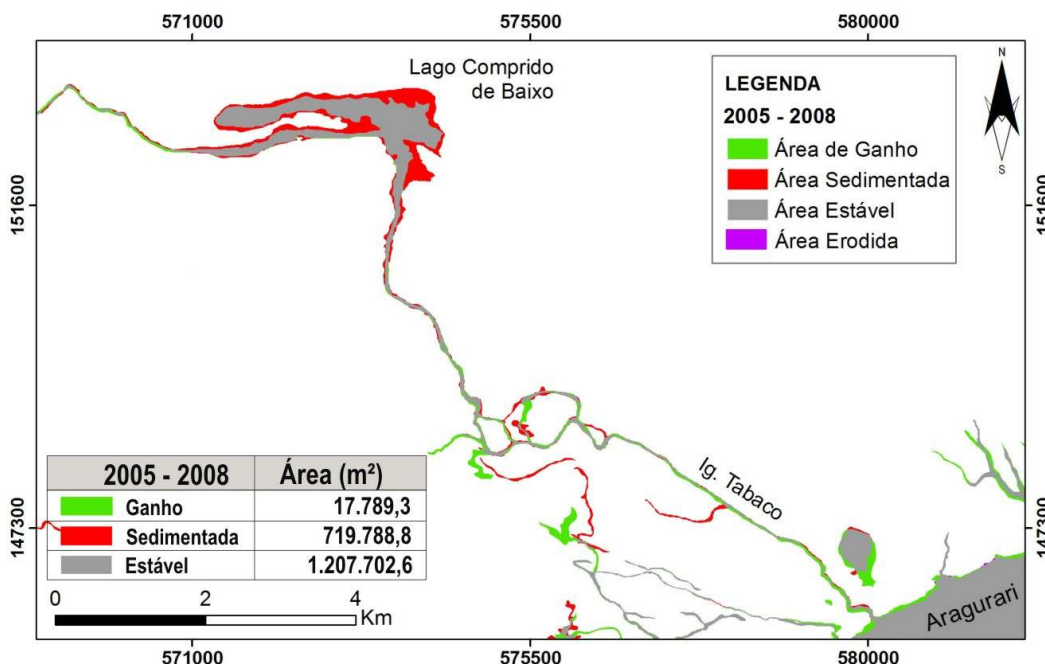 571000 575500 580000
Lago Comprido
de Baixo
N
S
LEGENDA
2005 - 2008
Área de Ganho
Área Sedimentada
Área Estável
Área Erodida
151600 151600
Ig. Tabaco
2005 - 2008 Área (m²)
Ganho 17.789,3
Sedimentada 719.788,8
Estável 1.207.702,6
147300 147300
Aragurari
0 2 4
Km
571000 575500 580000